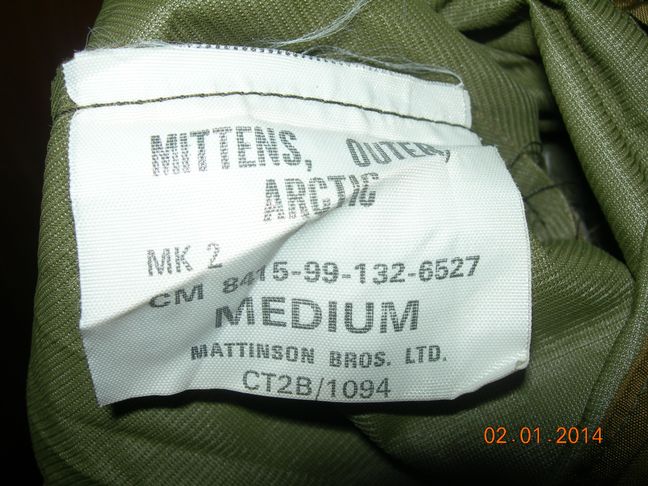 MITTENS, OUTER,
ARCTIC
MK 2
CM 8415-99-132-6527
MEDIUM
MATTINSON BROS. LTD.
CT2B/1094
02.01.2014